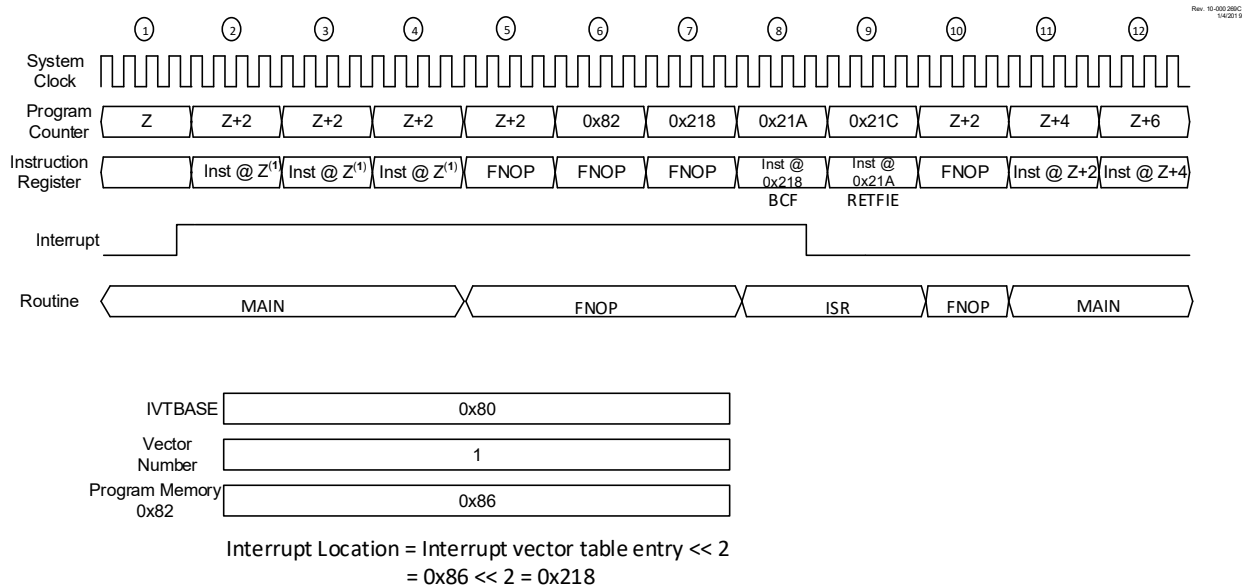 Rev. 10-000269C
1/4/2019
1 2 3 4 5 6 7 8 9 10 11 12
System
Clock
Program
Counter
Z Z+2 Z+2 Z+2 Z+2 0x82 0x218 0x21A 0x21C Z+2 Z+4 Z+6
Instruction
Register
Inst @ Z(1) Inst @ Z(1) Inst @ Z(1) FNOP FNOP FNOP
Inst @
0x218
BCF
Inst @
0x21A
RETFIE
FNOP Inst @ Z+2 Inst @ Z+4
Interrupt
Routine
MAIN FNOP ISR FNOP MAIN
IVTBASE 0x80
Vector
Number
1
Program Memory
0x82
0x86
Interrupt Location = Interrupt vector table entry << 2
= 0x86 << 2 = 0x218